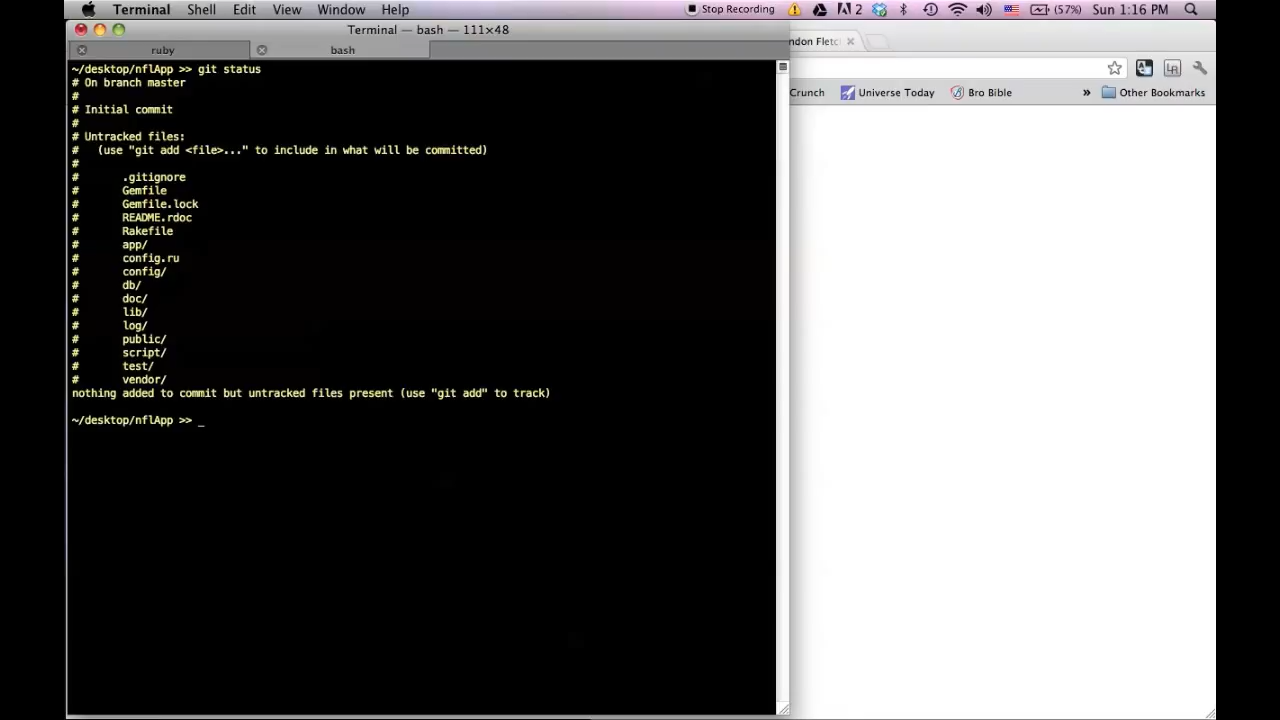 Terminal Shell Edit View Window Help Stop Recording 2 (57%) Sun 1:16 PM
Terminal — bash — 111×48
ruby bash
~/desktop/nflApp >> git status
# On branch master
#
# Initial commit
#
# Untracked files:
#   (use "git add <file>..." to include in what will be committed)
#
#       .gitignore
#       Gemfile
#       Gemfile.lock
#       README.rdoc
#       Rakefile
#       app/
#       config.ru
#       config/
#       db/
#       doc/
#       lib/
#       log/
#       public/
#       script/
#       test/
#       vendor/
nothing added to commit but untracked files present (use "git add" to track)
~/desktop/nflApp >> _
ndon Fletc
Crunch Universe Today Bro Bible » Other Bookmarks